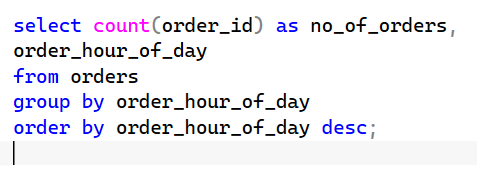 select count(order_id) as no_of_orders,
order_hour_of_day
from orders
group by order_hour_of_day
order by order_hour_of_day desc;